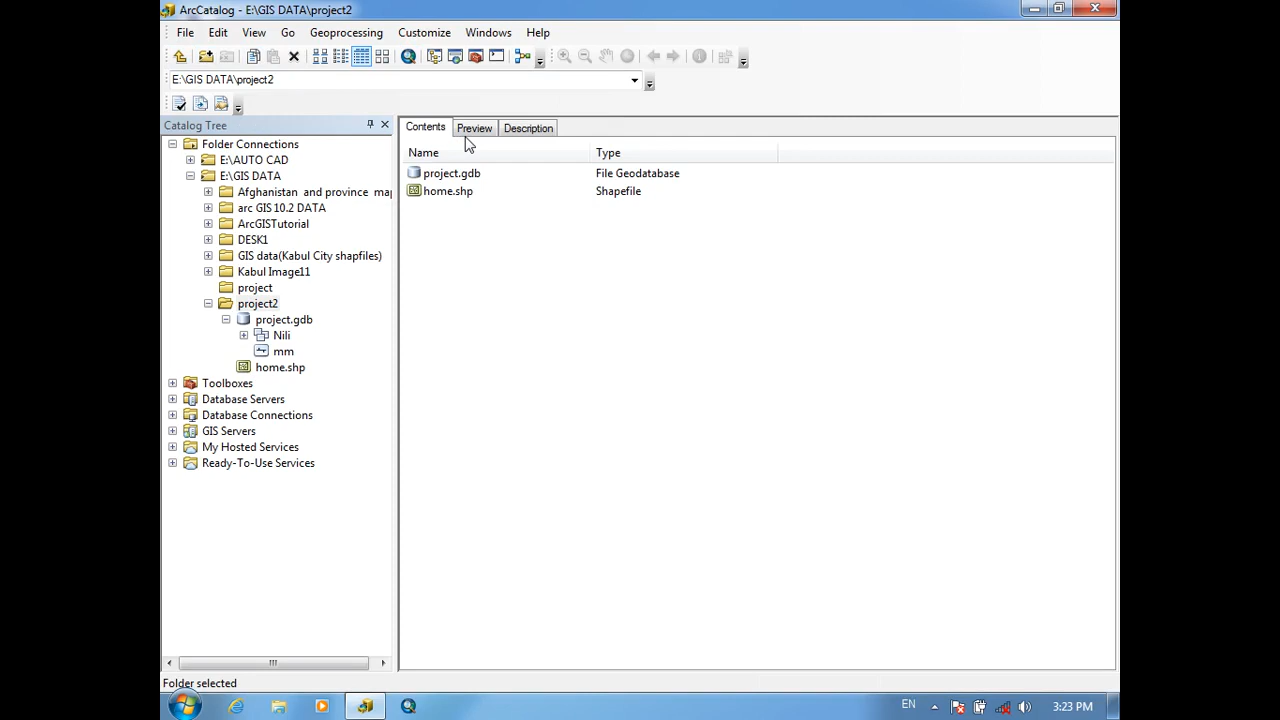 ArcCatalog - E:\GIS DATA\project2
File Edit View Go Geoprocessing Customize Windows Help
E:\GIS DATA\project2
Catalog Tree
Folder Connections
E:\AUTO CAD
E:\GIS DATA
Afghanistan and province ma
arc GIS 10.2 DATA
ArcGISTutorial
DESK1
GIS data(Kabul City shapfiles)
Kabul Image11
project
project2
project.gdb
Nili
mm
home.shp
Toolboxes
Database Servers
Database Connections
GIS Servers
My Hosted Services
Ready-To-Use Services
Contents Preview Description
Name Type
project.gdb File Geodatabase
home.shp Shapefile
Folder selected
EN 3:23 PM